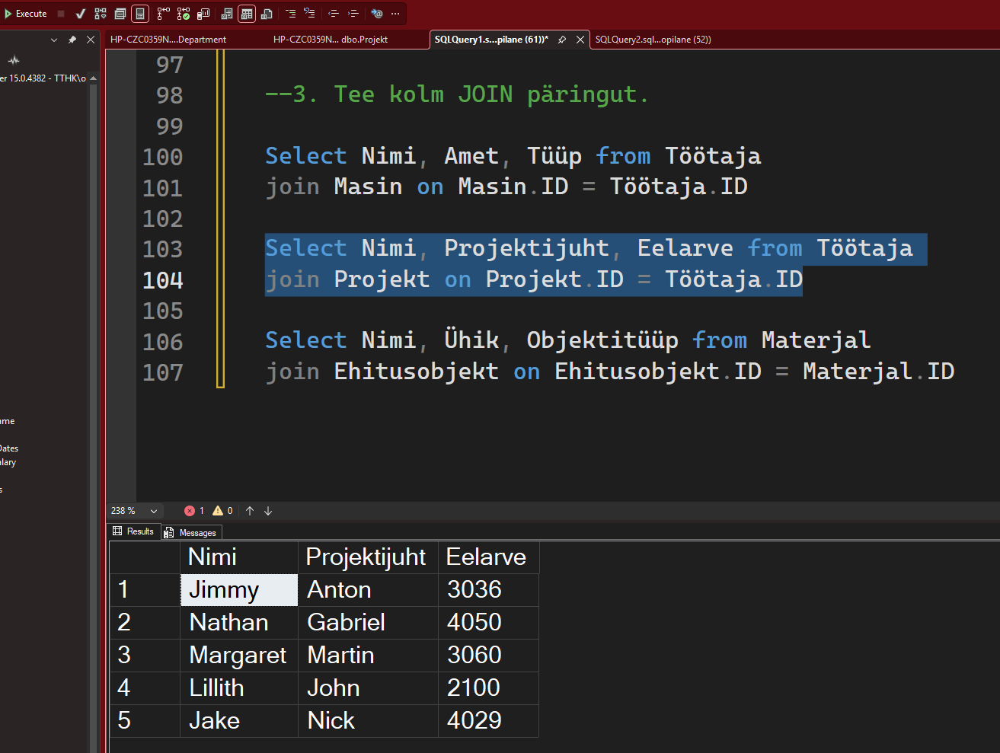 Execute
HP-CZC0359N....Department
HP-CZC0359N... dbo.Projekt
SQLQuery1.s...pilane (61))*
SQLQuery2.sql...opilane (52))
er 15.0.4382 - TTHK\o
97
98 --3. Tee kolm JOIN päringut.
99
100 Select Nimi, Amet, Tüüp from Töötaja
101 join Masin on Masin.ID = Töötaja.ID
102
103 Select Nimi, Projektijuht, Eelarve from Töötaja
104 join Projekt on Projekt.ID = Töötaja.ID
105
106 Select Nimi, Ühik, Objektitüüp from Materjal
107 join Ehitusobjekt on Ehitusobjekt.ID = Materjal.ID
ame
Dates
alary
s
238 % 1 0
Results Messages
Nimi Projektijuht Eelarve
1 Jimmy Anton 3036
2 Nathan Gabriel 4050
3 Margaret Martin 3060
4 Lillith John 2100
5 Jake Nick 4029